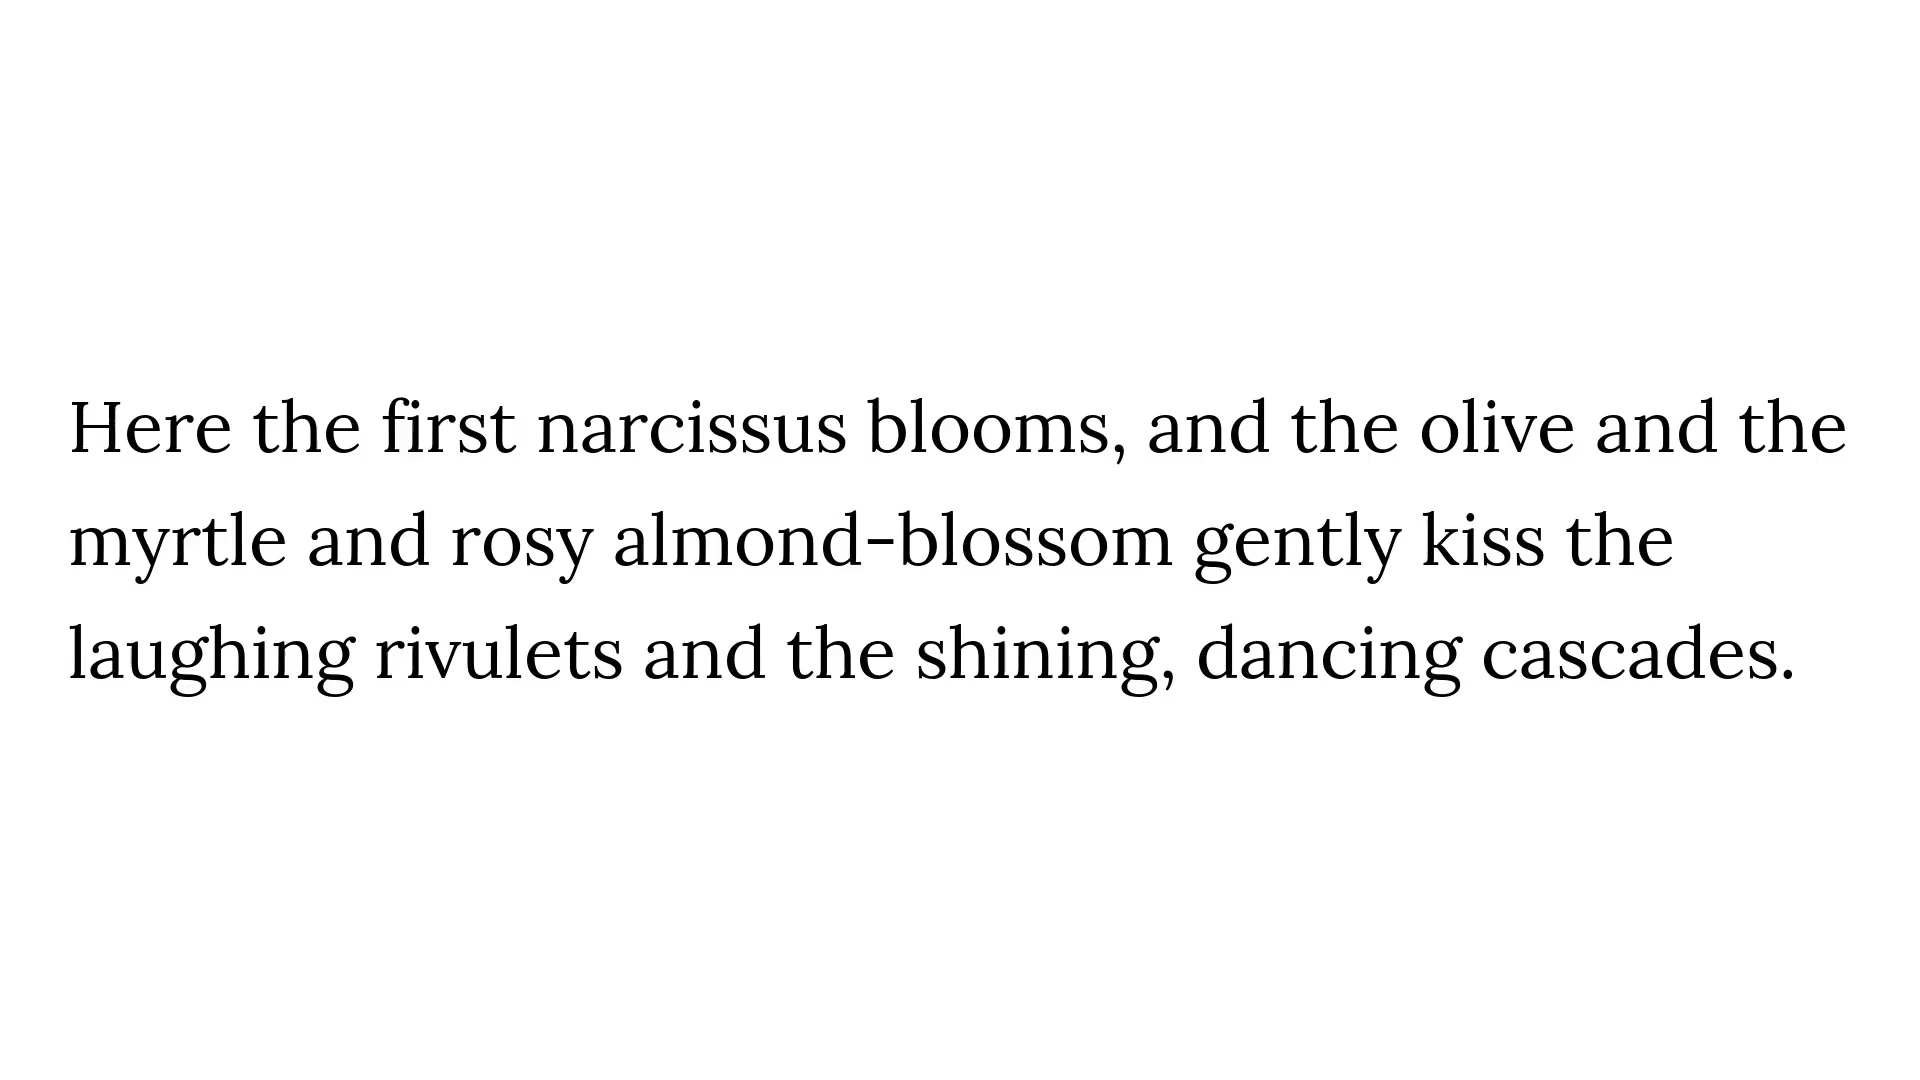 Here the first narcissus blooms, and the olive and the
myrtle and rosy almond-blossom gently kiss the
laughing rivulets and the shining, dancing cascades.